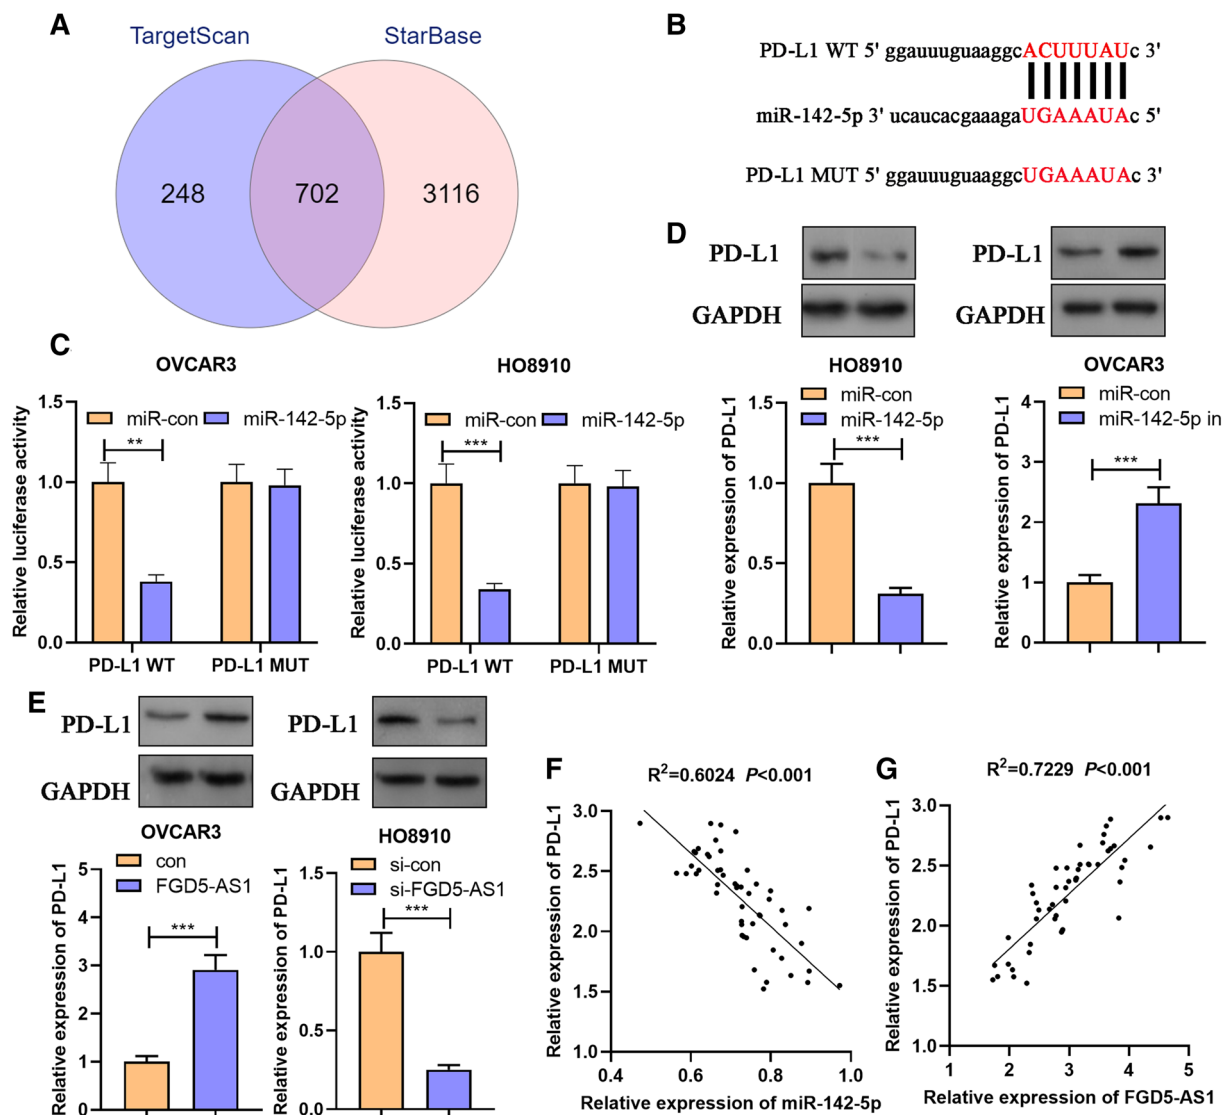 A
TargetScan StarBase
248 702 3116
B
PD-L1 WT 5' ggauuuguaaggcACUUUAUc 3'
miR-142-5p 3' ucaucacgaaagaUGAAAUAc 5'
PD-L1 MUT 5' ggauuuguaaggcUGAAAUAc 3'
C
OVCAR3
Relative luciferase activity
1.5
1.0
0.5
0.0
miR-con miR-142-5p
**
PD-L1 WT PD-L1 MUT
HO8910
Relative luciferase activity
1.5
1.0
0.5
0.0
miR-con miR-142-5p
***
PD-L1 WT PD-L1 MUT
D
PD-L1
GAPDH
HO8910
Relative expression of PD-L1
1.5
1.0
0.5
0.0
miR-con
miR-142-5p
***
PD-L1
GAPDH
OVCAR3
Relative expression of PD-L1
4
3
2
1
0
miR-con
miR-142-5p in
***
E
PD-L1
GAPDH
OVCAR3
Relative expression of PD-L1
5
4
3
2
1
0
con
FGD5-AS1
***
PD-L1
GAPDH
HO8910
Relative expression of PD-L1
1.5
1.0
0.5
0.0
si-con
si-FGD5-AS1
***
F
R²=0.6024 P<0.001
Relative expression of PD-L1
3.0
2.5
2.0
1.5
1.0
0.4 0.6 0.8 1.0
Relative expression of miR-142-5p
G
R²=0.7229 P<0.001
Relative expression of PD-L1
3.0
2.5
2.0
1.5
1.0
1 2 3 4 5
Relative expression of FGD5-AS1